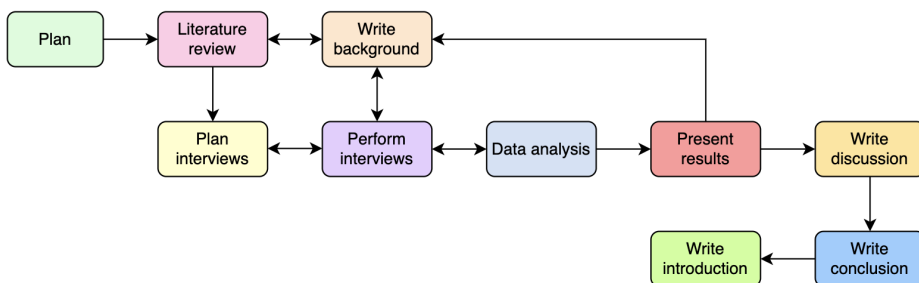 Plan
Literature
review
Write
background
Plan
interviews
Perform
interviews
Data analysis
Present
results
Write
discussion
Write
introduction
Write
conclusion